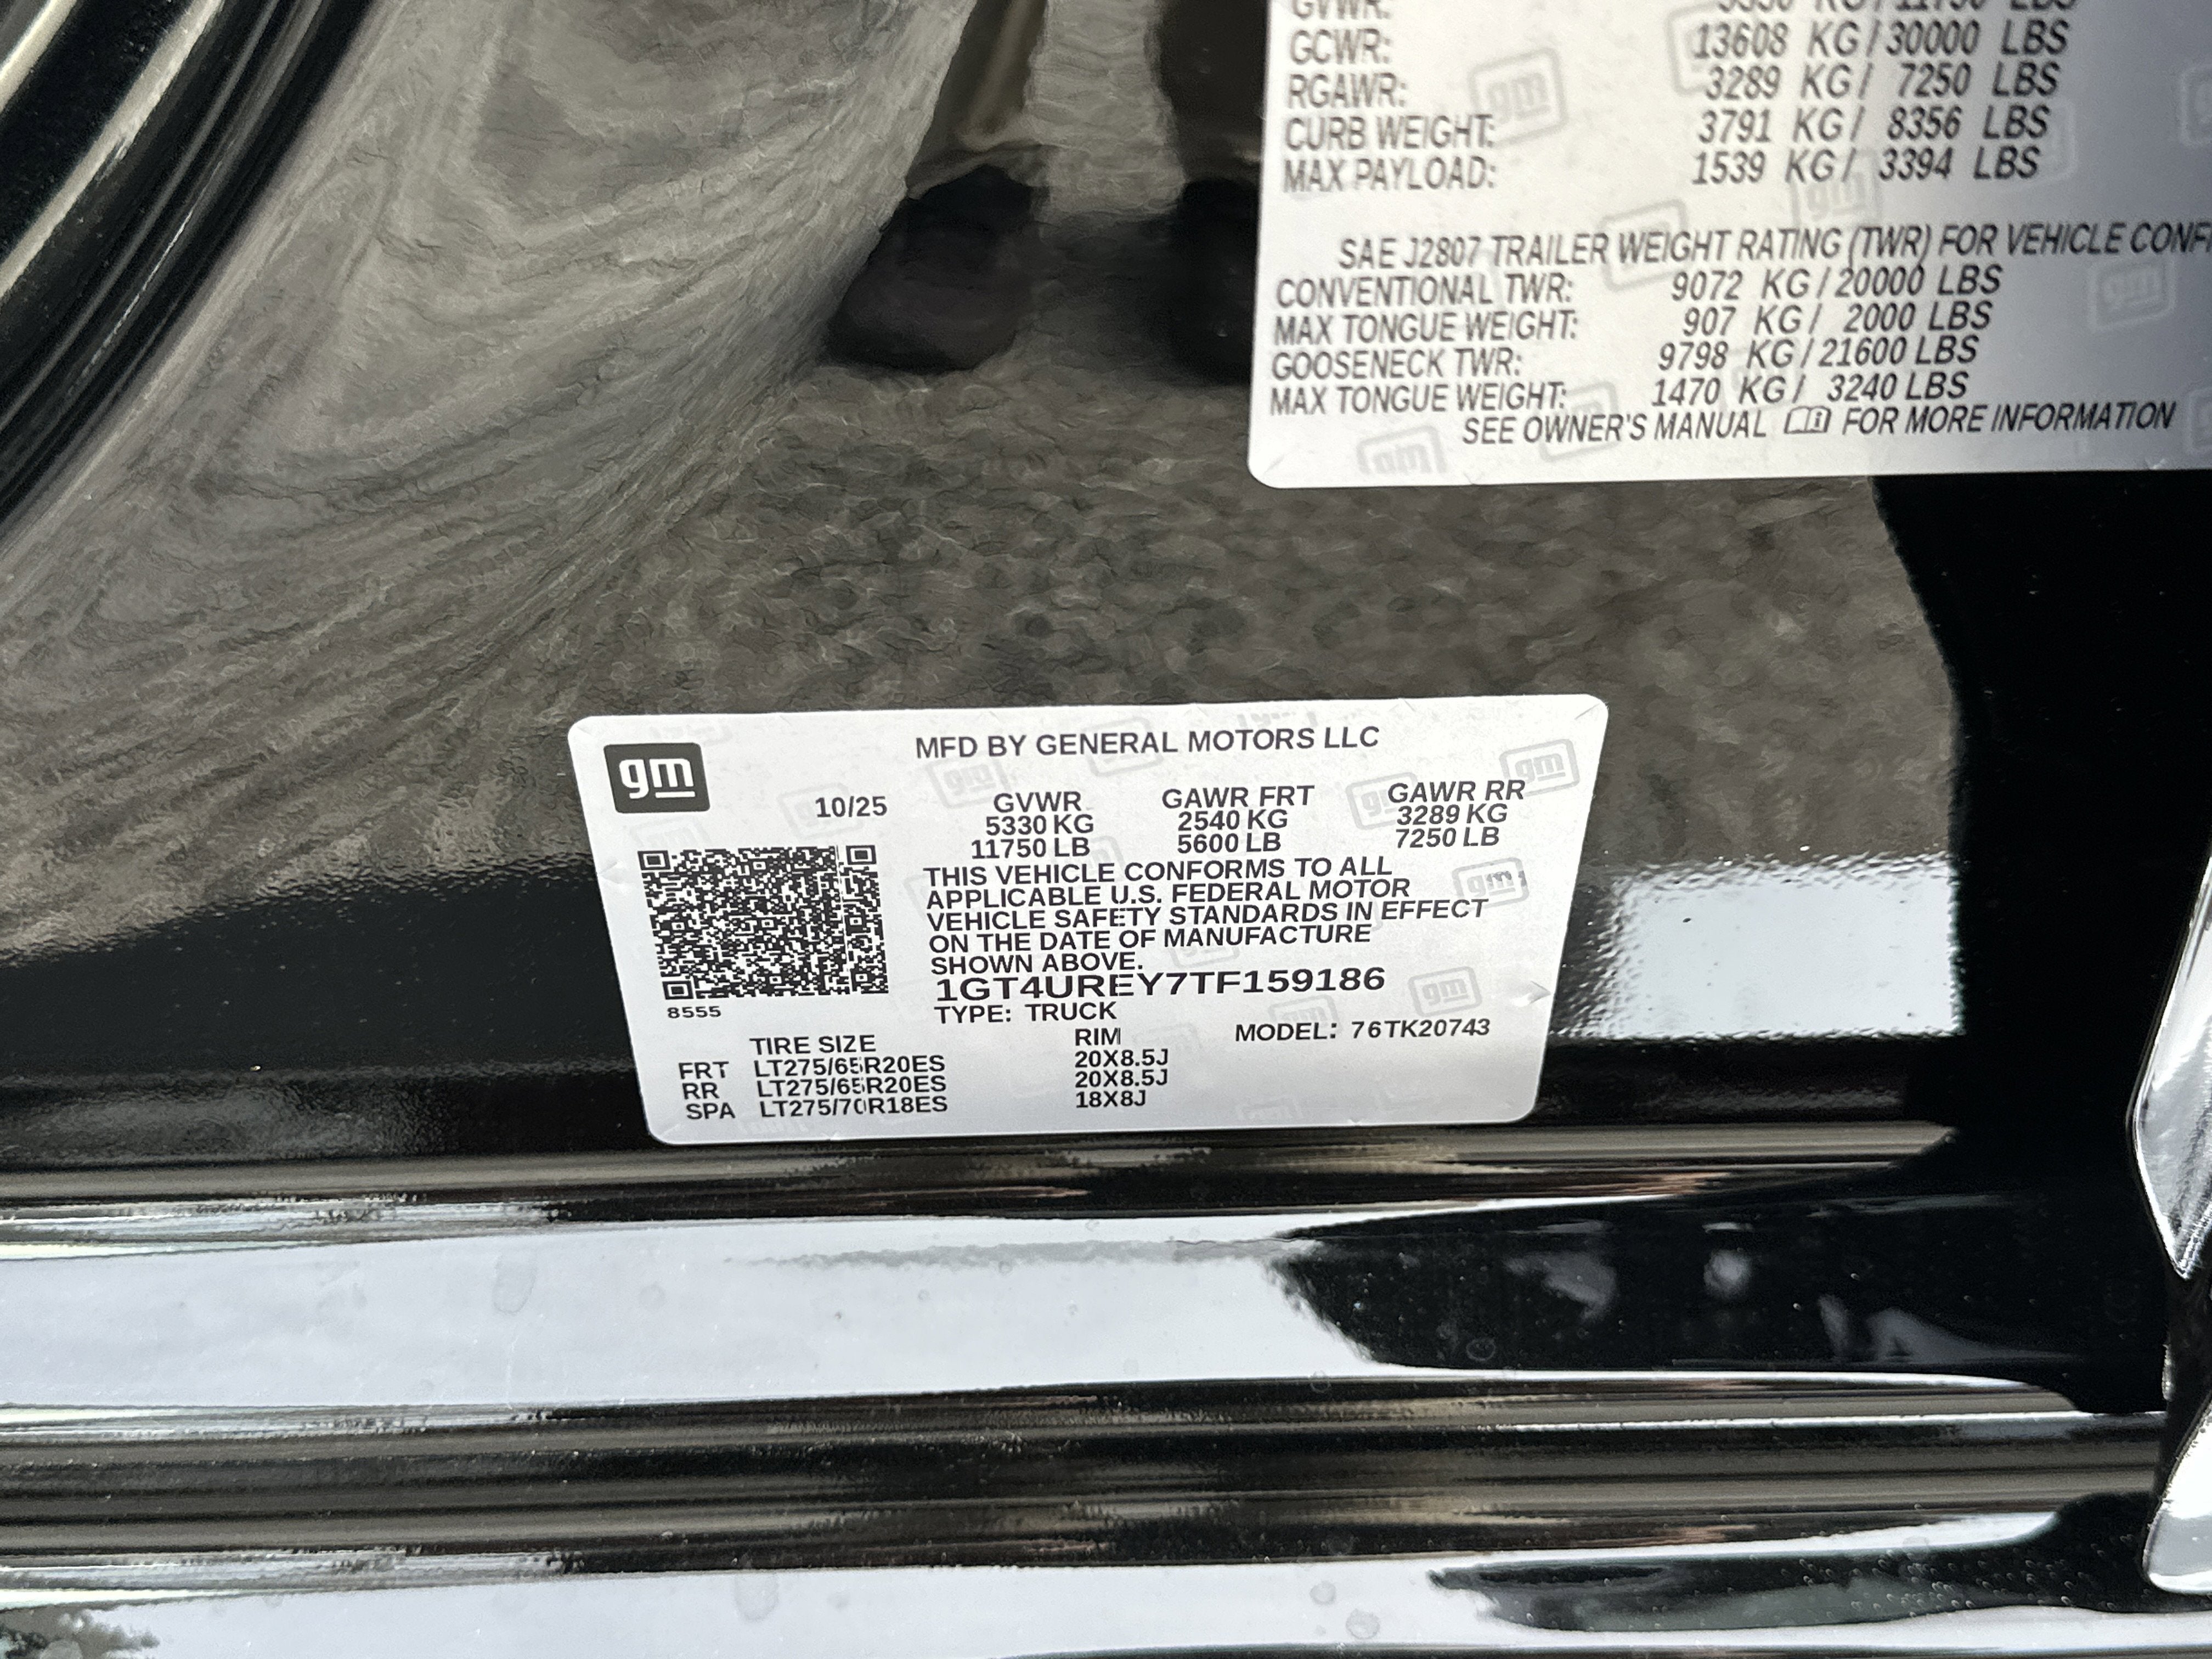 GVWR: 5330 KG / 11750 LBS
GCWR: 13608 KG / 30000 LBS
RGAWR: 3289 KG / 7250 LBS
CURB WEIGHT: 3791 KG / 8356 LBS
MAX PAYLOAD: 1539 KG / 3394 LBS
SAE J2807 TRAILER WEIGHT RATING (TWR) FOR VEHICLE CONF
CONVENTIONAL TWR: 9072 KG / 20000 LBS
MAX TONGUE WEIGHT: 907 KG / 2000 LBS
GOOSENECK TWR: 9798 KG / 21600 LBS
MAX TONGUE WEIGHT: 1470 KG / 3240 LBS
SEE OWNER'S MANUAL FOR MORE INFORMATION
gm
MFD BY GENERAL MOTORS LLC
10/25
GVWR GAWR FRT GAWR RR
5330 KG 2540 KG 3289 KG
11750 LB 5600 LB 7250 LB
THIS VEHICLE CONFORMS TO ALL
APPLICABLE U.S. FEDERAL MOTOR
VEHICLE SAFETY STANDARDS IN EFFECT
ON THE DATE OF MANUFACTURE
SHOWN ABOVE.
1GT4UREY7TF159186
8555
TYPE: TRUCK
MODEL: 76TK20743
TIRE SIZE RIM
FRT LT275/65R20ES 20X8.5J
RR LT275/65R20ES 20X8.5J
SPA LT275/70R18ES 18X8J